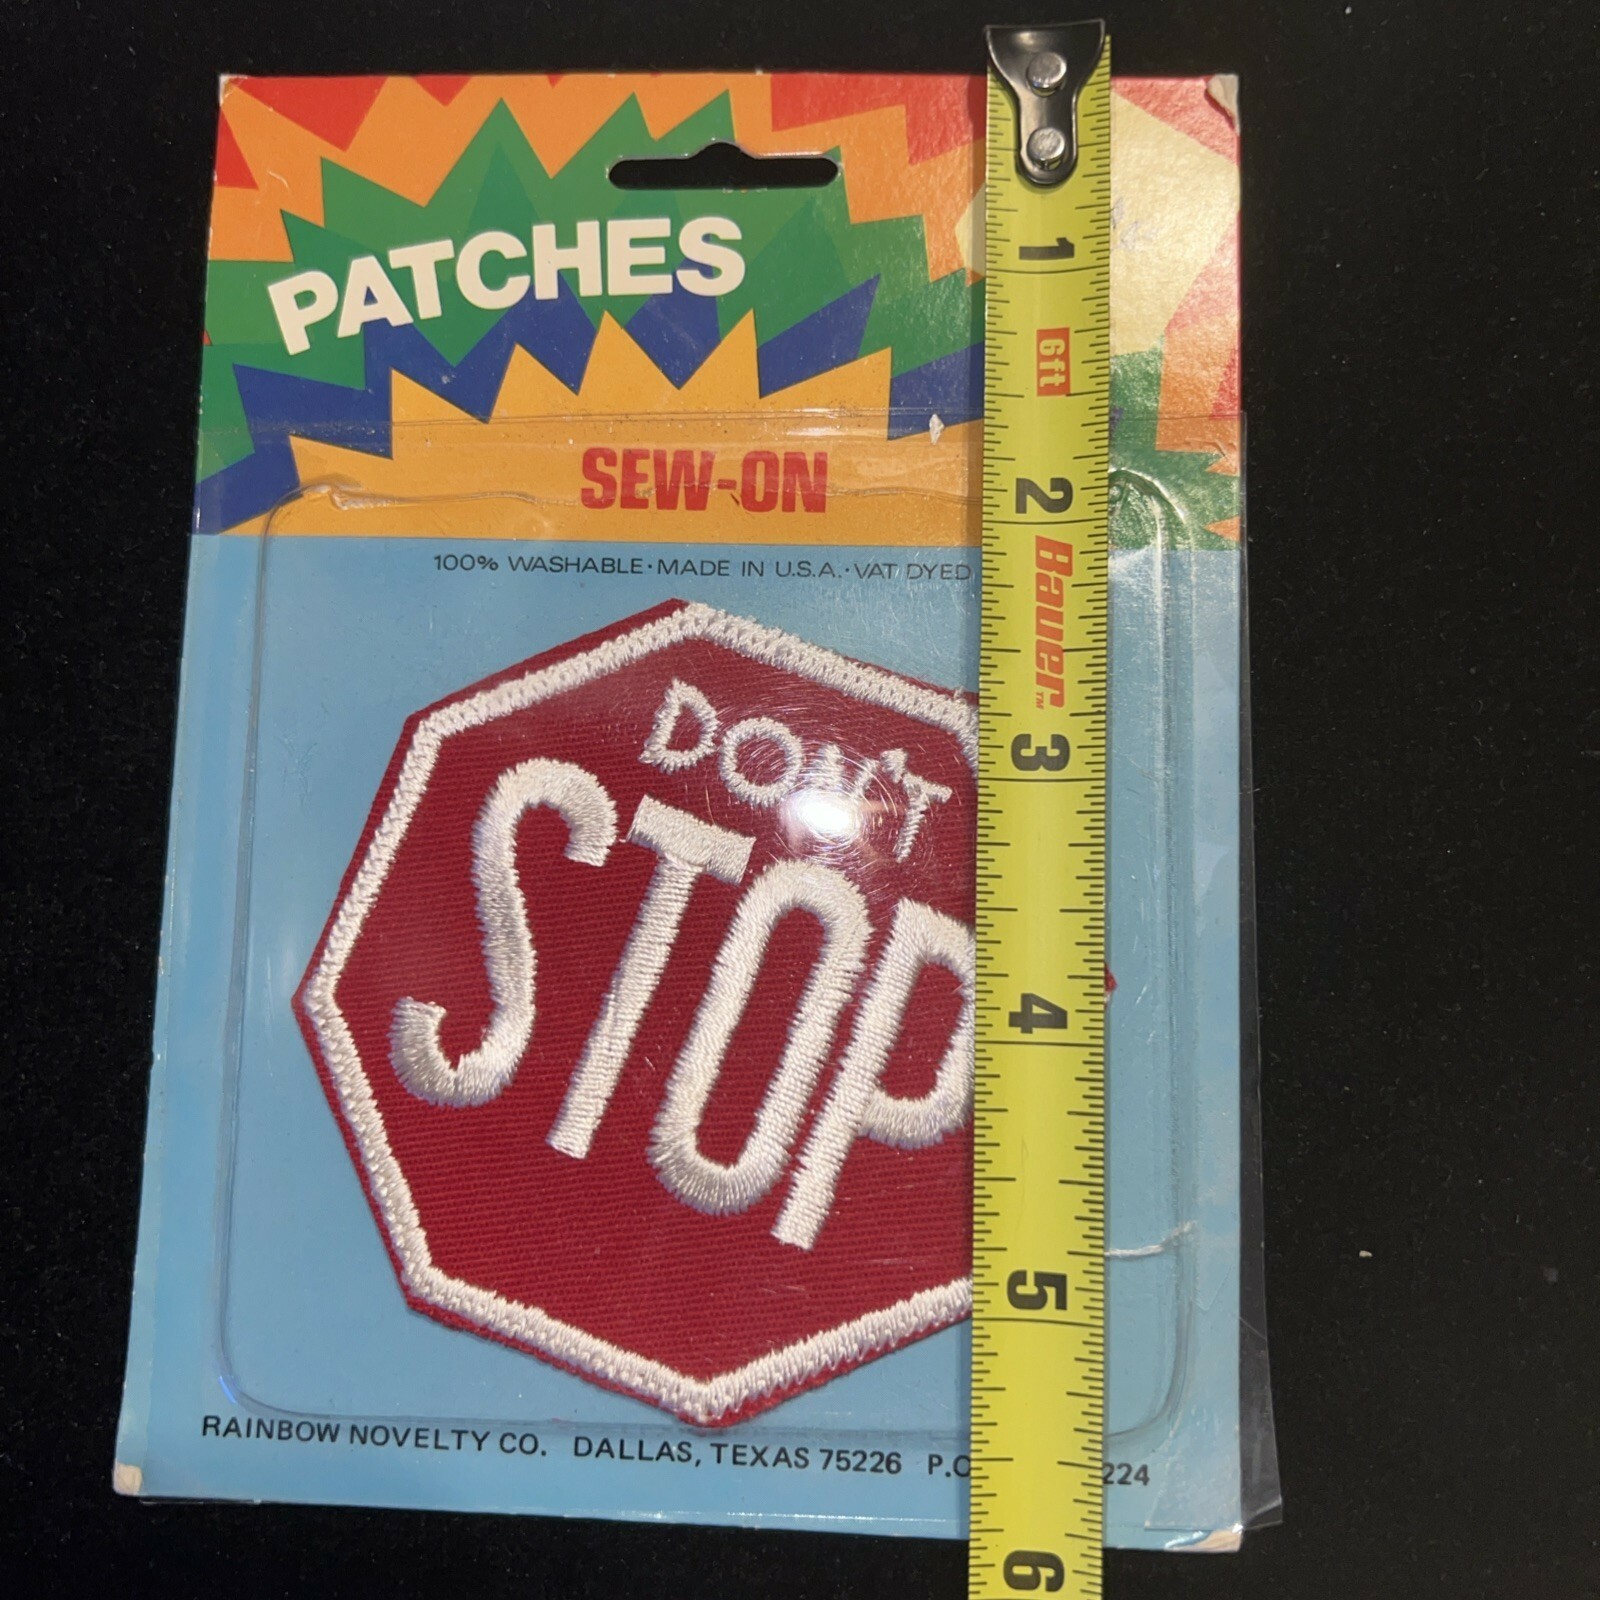 PATCHES
SEW-ON
100% WASHABLE·MADE IN U.S.A.·VAT DYED
DON'T
STOP
RAINBOW NOVELTY CO. DALLAS, TEXAS 75226
1
6ft
2
Bauer™
3
4
5
6